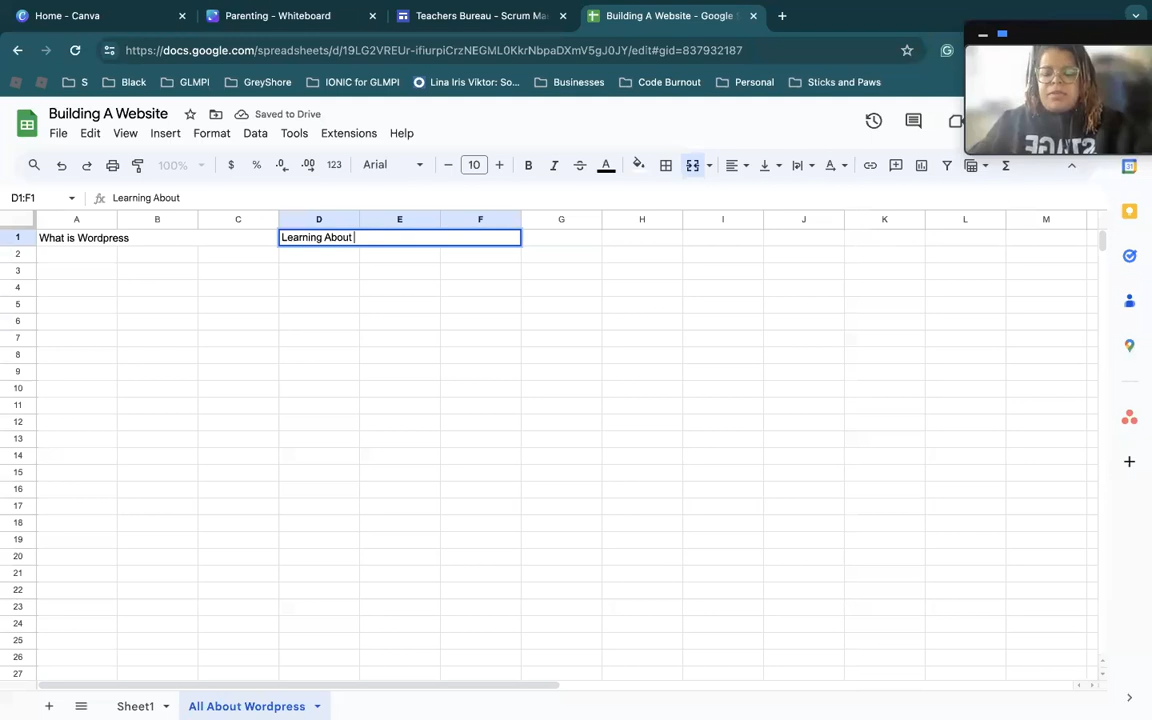 Home - Canva
Parenting - Whiteboard
Teachers Bureau - Scrum Ma
Building A Website - Google
https://docs.google.com/spreadsheets/d/19LG2VREUr-ifiurpiCrzNEGML0KkrNbpaDXmV5gJ0JY/edit#gid=837932187
S
Black
GLMPI
GreyShore
IONIC for GLMPI
Lina Iris Viktor: So...
Businesses
Code Burnout
Personal
Sticks and Paws
Building A Website
Saved to Drive
File Edit View Insert Format Data Tools Extensions Help
100% $ % .0 .00 123 Arial 10 B I S A
D1:F1 fx Learning About
A B C D E F G H I J K L M
1 What is Wordpress Learning About
2
3
4
5
6
7
8
9
10
11
12
13
14
15
16
17
18
19
20
21
22
23
24
25
26
27
Sheet1 All About Wordpress
STAGE
31